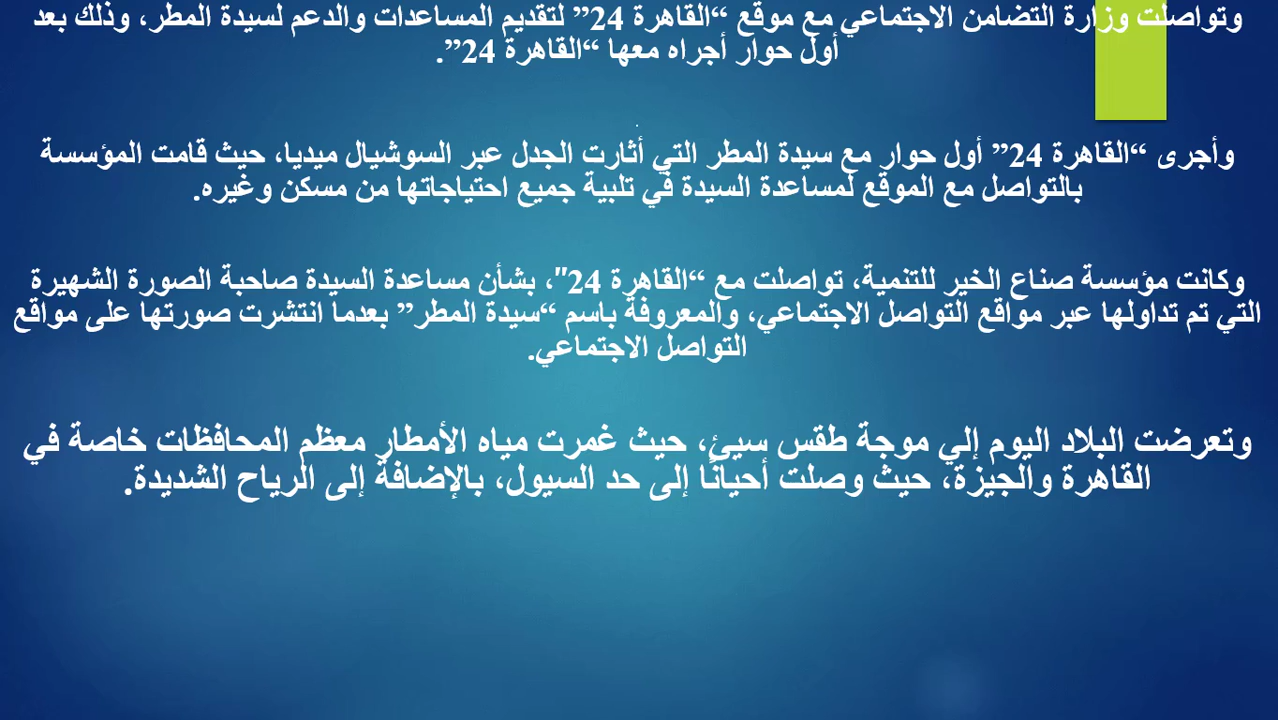 وتواصلت وزارة التضامن الاجتماعي مع موقع “القاهرة 24” لتقديم المساعدات والدعم لسيدة المطر، وذلك بعد
أول حوار أجراه معها “القاهرة 24”.
.
وأجرى “القاهرة 24” أول حوار مع سيدة المطر التي أثارت الجدل عبر السوشيال ميديا، حيث قامت المؤسسة
بالتواصل مع الموقع لمساعدة السيدة في تلبية جميع احتياجاتها من مسكن وغيره.
وكانت مؤسسة صناع الخير للتنمية، تواصلت مع “القاهرة 24″، بشأن مساعدة السيدة صاحبة الصورة الشهيرة
التي تم تداولها عبر مواقع التواصل الاجتماعي، والمعروفة باسم “سيدة المطر” بعدما انتشرت صورتها على مواقع
التواصل الاجتماعي.
وتعرضت البلاد اليوم إلي موجة طقس سيئ، حيث غمرت مياه الأمطار معظم المحافظات خاصة في
القاهرة والجيزة، حيث وصلت أحيانًا إلى حد السيول، بالإضافة إلى الرياح الشديدة.